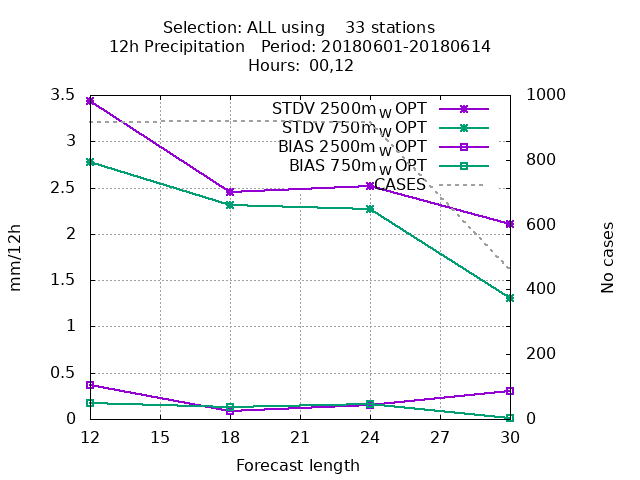 Selection: ALL using    33 stations
12h Precipitation   Period: 20180601-20180614
Hours: 00,12
STDV 2500m_W OPT
STDV 750m_W OPT
BIAS 2500m_W OPT
BIAS 750m_W OPT
CASES
3.5
3
2.5
2
1.5
1
0.5
0
mm/12h
1000
800
600
400
200
0
No cases
12 15 18 21 24 27 30
Forecast length